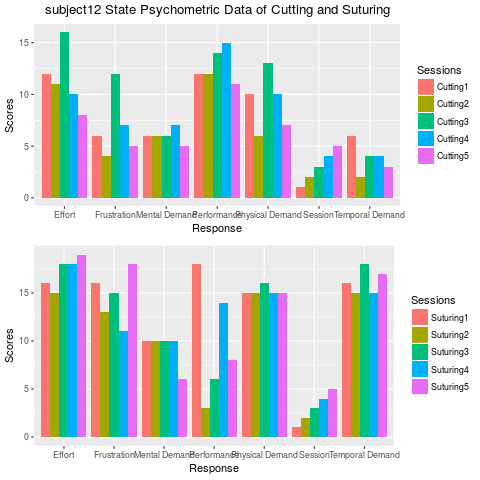 subject12 State Psychometric Data of Cutting and Suturing
15
10
5
0
Scores
Effort Frustration Mental Demand Performance Physical Demand Session Temporal Demand
Response
Sessions
Cutting1
Cutting2
Cutting3
Cutting4
Cutting5
15
10
5
0
Scores
Effort Frustration Mental Demand Performance Physical Demand Session Temporal Demand
Response
Sessions
Suturing1
Suturing2
Suturing3
Suturing4
Suturing5